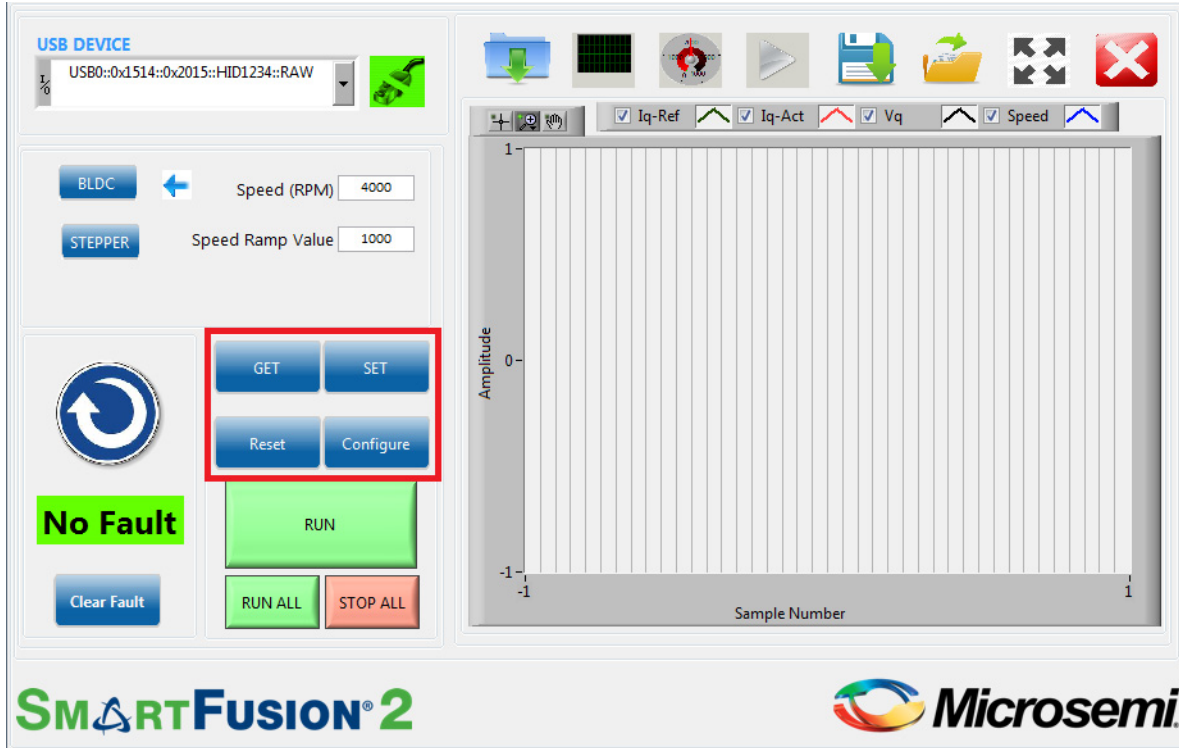 USB DEVICE
I/O
USB0::0x1514::0x2015::HID1234::RAW
BLDC
Speed (RPM) 4000
STEPPER
Speed Ramp Value 1000
GET
SET
Reset
Configure
No Fault
RUN
Clear Fault
RUN ALL
STOP ALL
Iq-Ref
Iq-Act
Vq
Speed
1
Amplitude
0
-1
-1
1
Sample Number
SMARTFUSION®2
Microsemi.